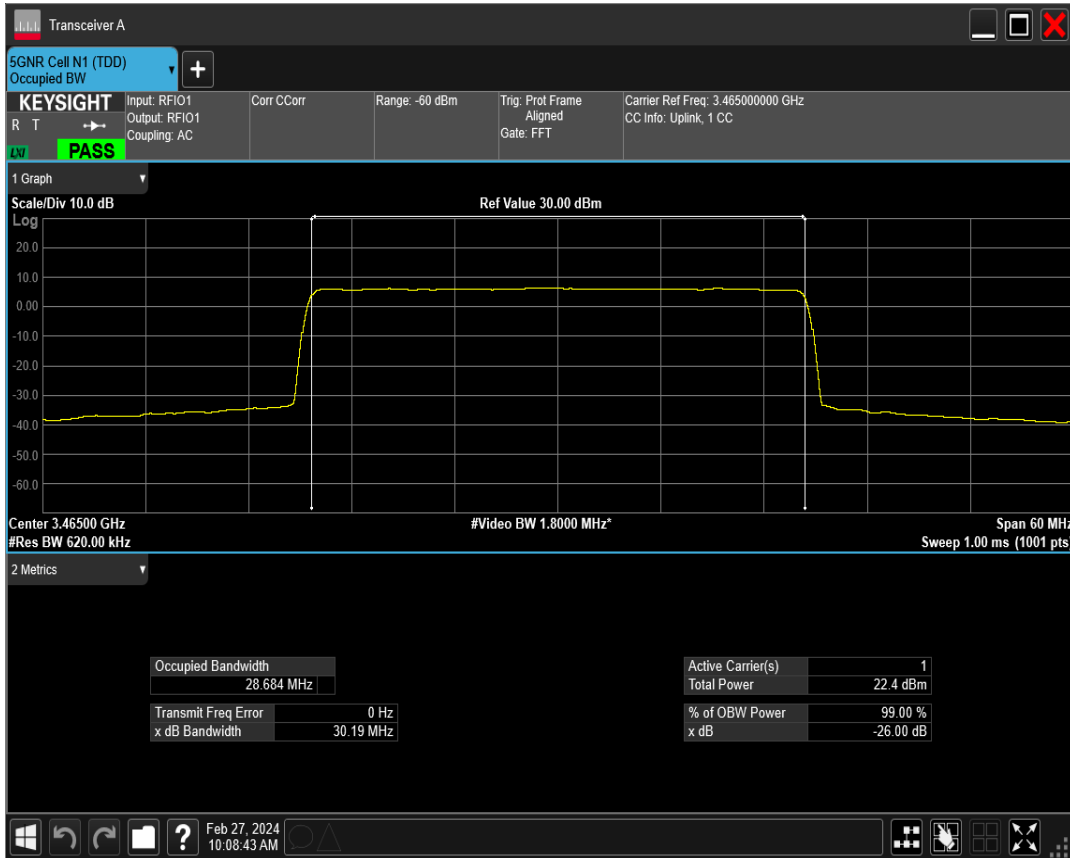 Transceiver A
5GNR Cell N1 (TDD)
Occupied BW
+
KEYSIGHT
R T
LXI
PASS
Input: RFIO1
Output: RFIO1
Coupling: AC
Corr CCorr
Range: -60 dBm
Trig: Prot Frame
Aligned
Gate: FFT
Carrier Ref Freq: 3.465000000 GHz
CC Info: Uplink, 1 CC
1 Graph
Scale/Div 10.0 dB
Ref Value 30.00 dBm
Log
20.0
10.0
0.00
-10.0
-20.0
-30.0
-40.0
-50.0
-60.0
Center 3.46500 GHz
#Video BW 1.8000 MHz*
Span 60 MHz
#Res BW 620.00 kHz
Sweep 1.00 ms (1001 pts)
2 Metrics
Occupied Bandwidth
28.684 MHz
Transmit Freq Error 0 Hz
x dB Bandwidth 30.19 MHz
Active Carrier(s) 1
Total Power 22.4 dBm
% of OBW Power 99.00 %
x dB -26.00 dB
?
Feb 27, 2024
10:08:43 AM